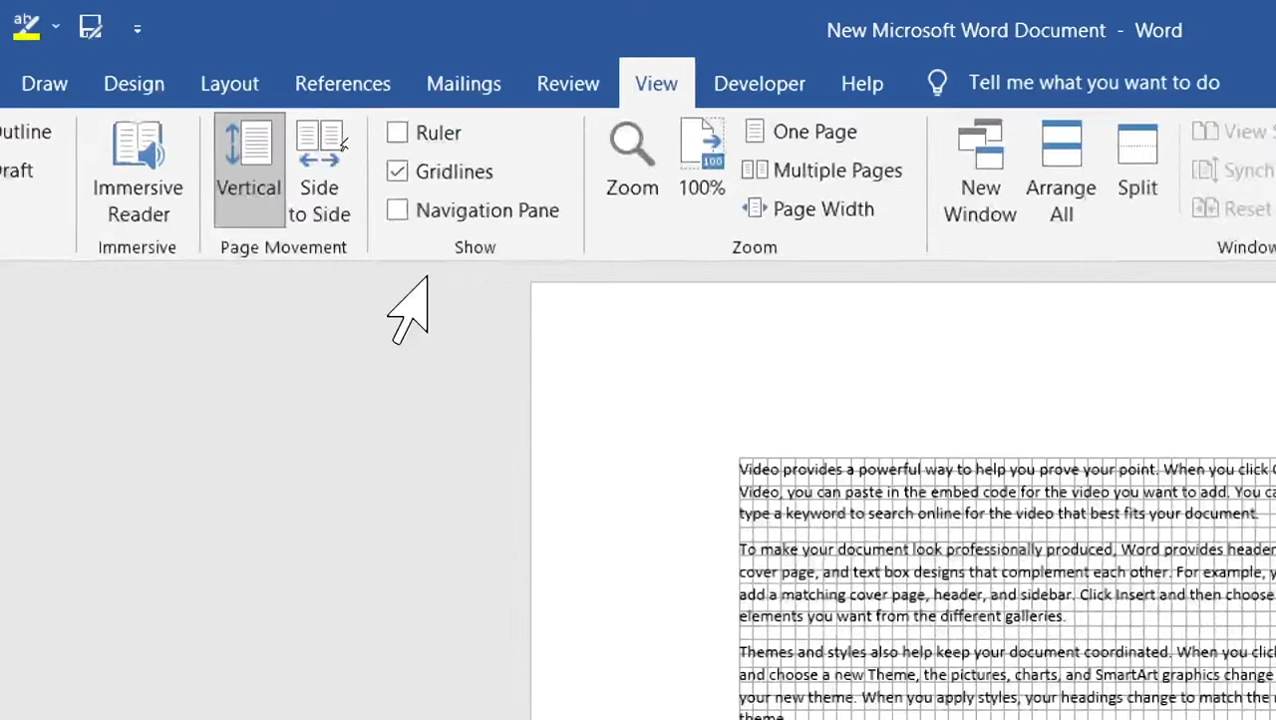 ab
New Microsoft Word Document - Word
Draw Design Layout References Mailings Review View Developer Help Tell me what you want to do
Immersive Reader
Vertical
Side to Side
Ruler
Gridlines
Navigation Pane
Zoom
100
100%
One Page
Multiple Pages
Page Width
New Window
Arrange All
Split
View
Reset
Immersive
Page Movement
Show
Zoom
Video provides a powerful way to help you prove your point. When you click
Video, you can paste in the embed code for the video you want to add. You
type a keyword to search online for the video that best fits your document.
To make your document look professionally produced, Word provides
cover page, and text box designs that complement each other. For example,
add a matching cover page, header, and sidebar. Click Insert and then choose
elements you want from the different galleries.
Themes and styles also help keep your document coordinated. When you
and choose a new Theme, the pictures, charts, and SmartArt graphics change
your new theme. When you apply styles, your headings change to match the
theme.